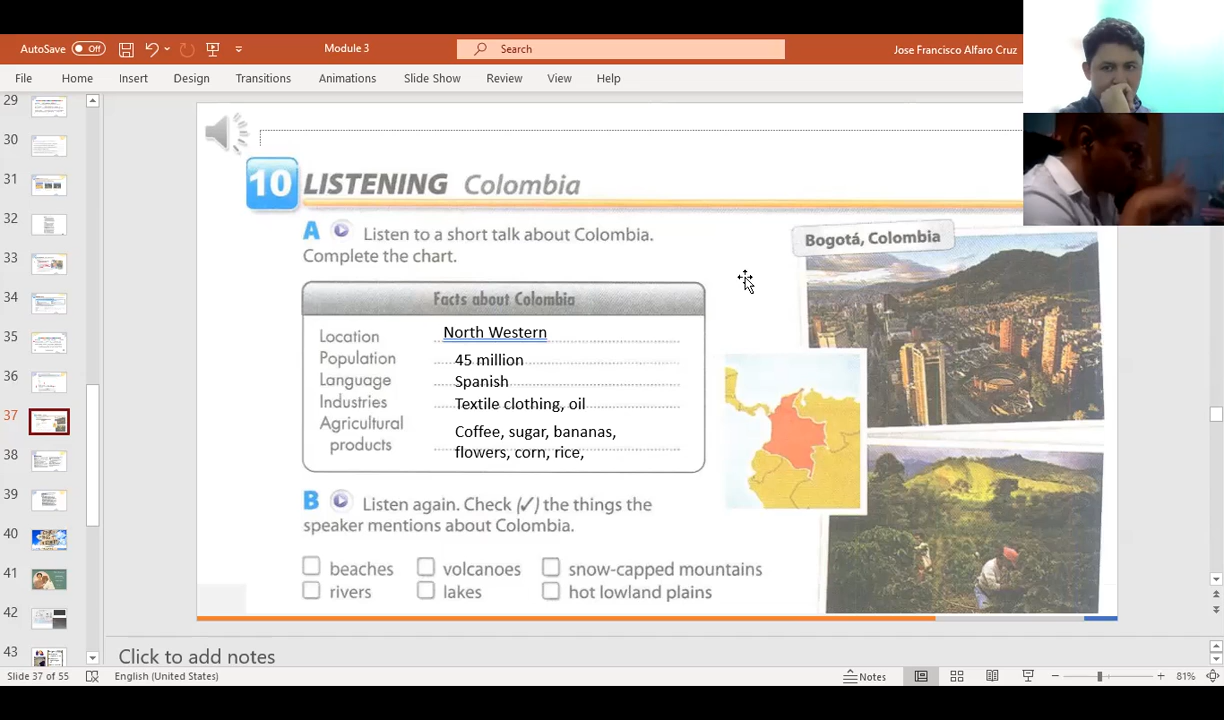 AutoSave Off Module 3 Search Jose Francisco Alfaro Cruz
File Home Insert Design Transitions Animations Slide Show Review View Help
29
30
31
32
33
34
35
36
37
38
39
40
41
42
43
10 LISTENING Colombia
A Listen to a short talk about Colombia.
Complete the chart.
Bogotá, Colombia
Facts about Colombia
Location North Western
Population 45 million
Language Spanish
Industries Textile clothing, oil
Agricultural Coffee, sugar, bananas,
products flowers, corn, rice,
B Listen again. Check (✓) the things the
speaker mentions about Colombia.
beaches volcanoes snow-capped mountains
rivers lakes hot lowland plains
Click to add notes
Slide 37 of 55 English (United States) Notes 81%